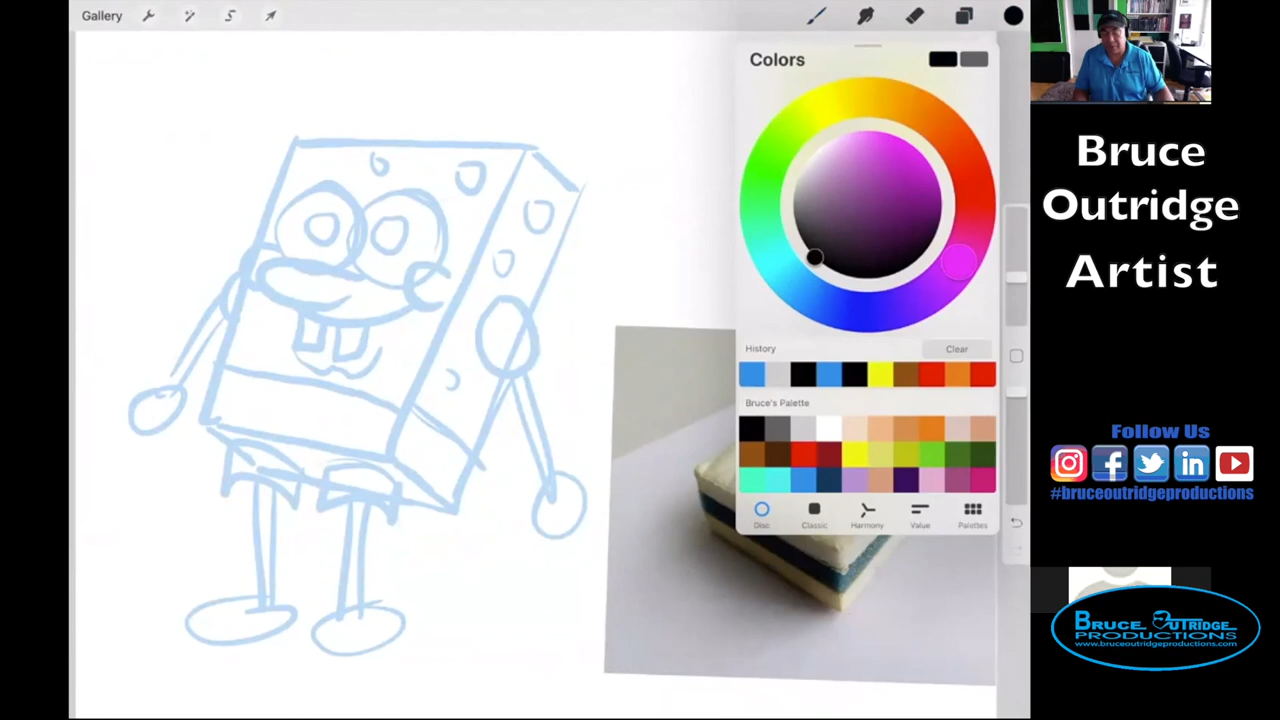 Gallery
Colors
History
Clear
Bruce's Palette
Disc
Classic
Harmony
Value
Palettes
Bruce
Outridge
Artist
Follow Us
#bruceoutridgeproductions
BRUCE OUTRIDGE
PRODUCTIONS
www.bruceoutridgeproductions.com